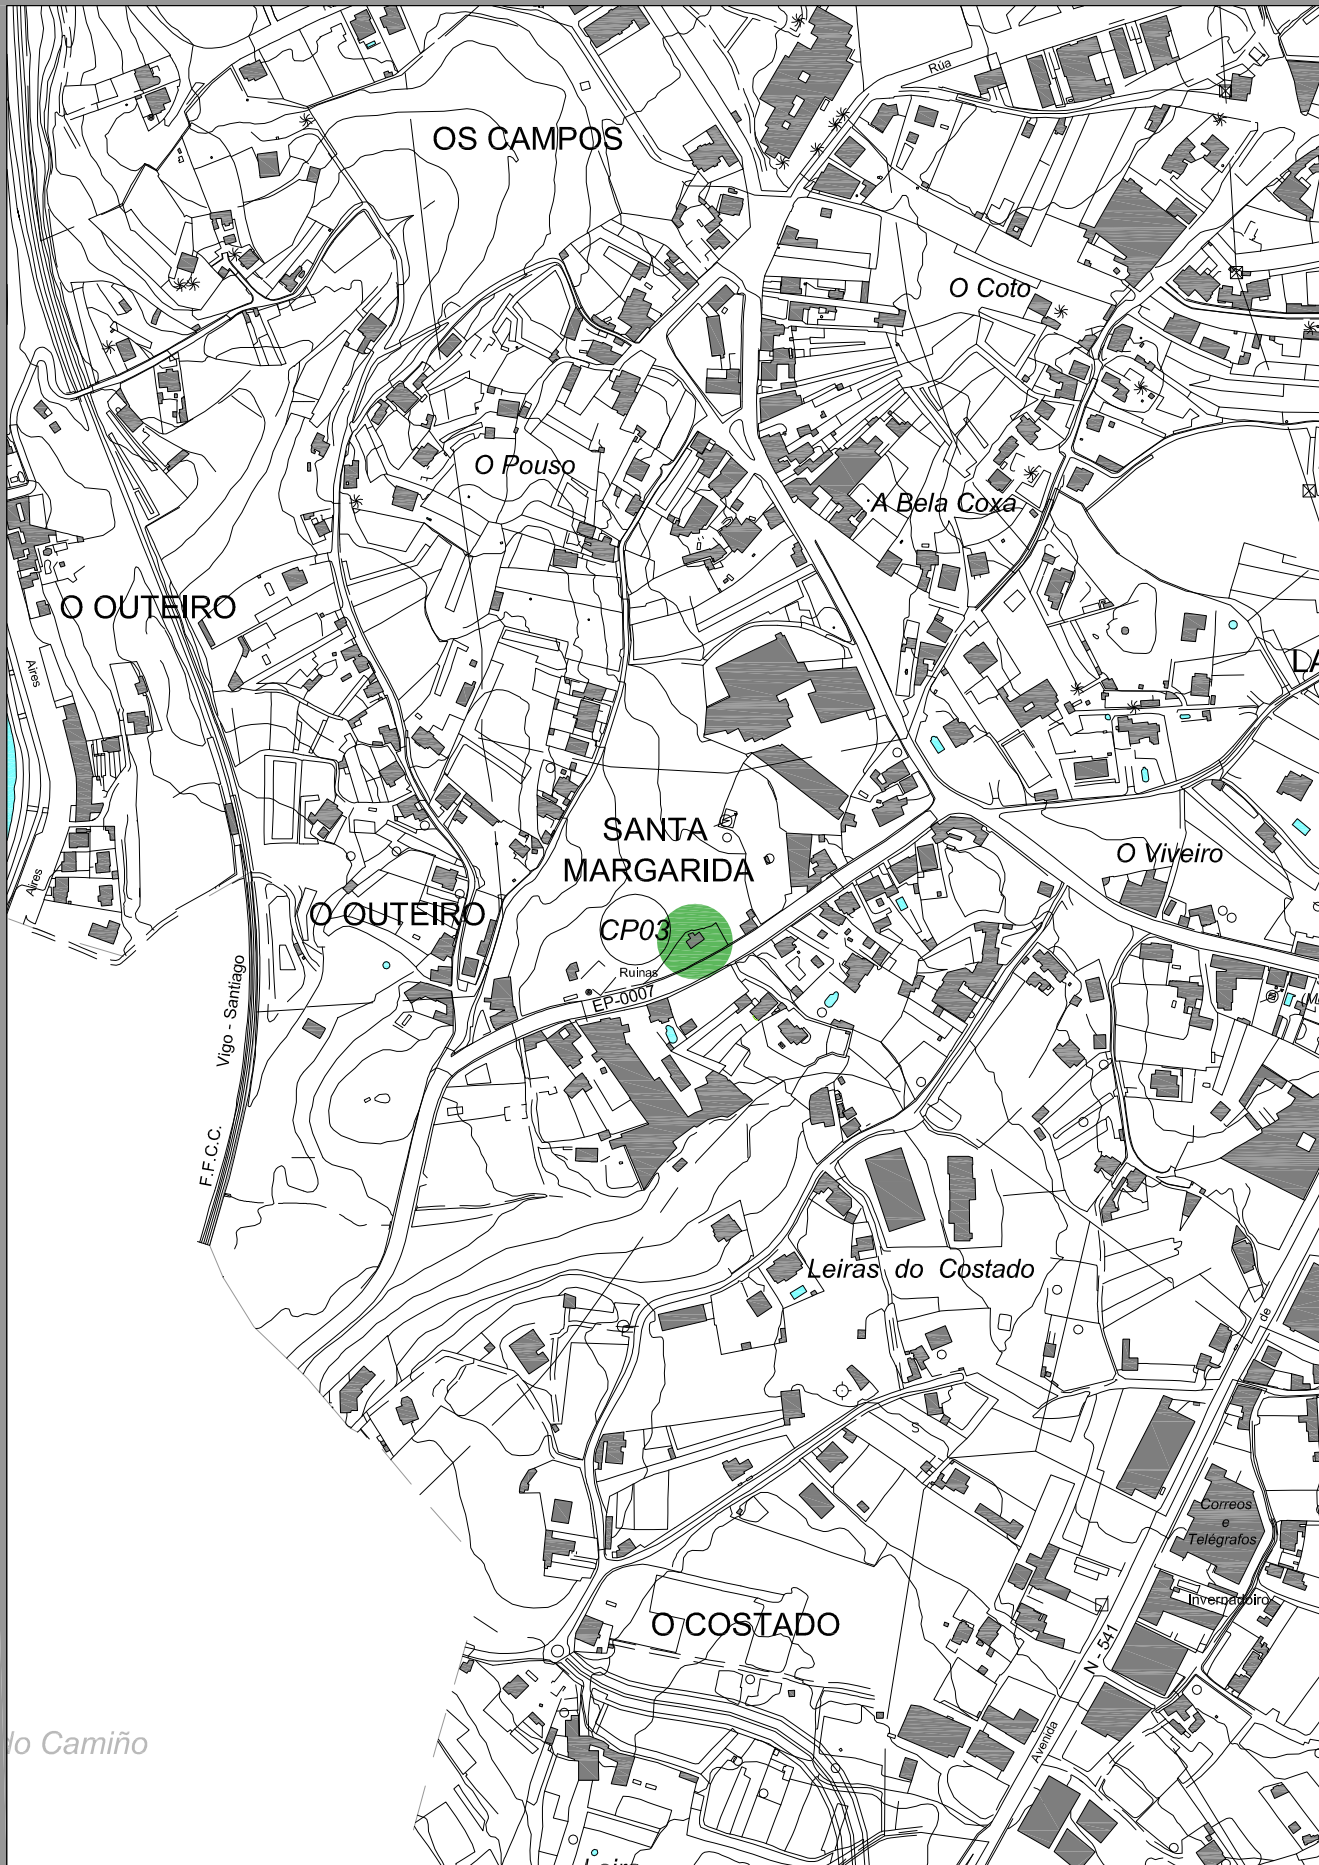 Rúa
OS CAMPOS
O Coto
O Pouso
A Bela Coxa
O OUTEIRO
Aires
SANTA
MARGARIDA
O Viveiro
Aires
O OUTEIRO
CP03
Ruinas
EP-0007
Vigo - Santiago
F.F.C.C.
Leiras do Costado
de
S
Correos
e
Telégrafos
Invernadoiro
O COSTADO
N - 541
Avenida
do Camiño